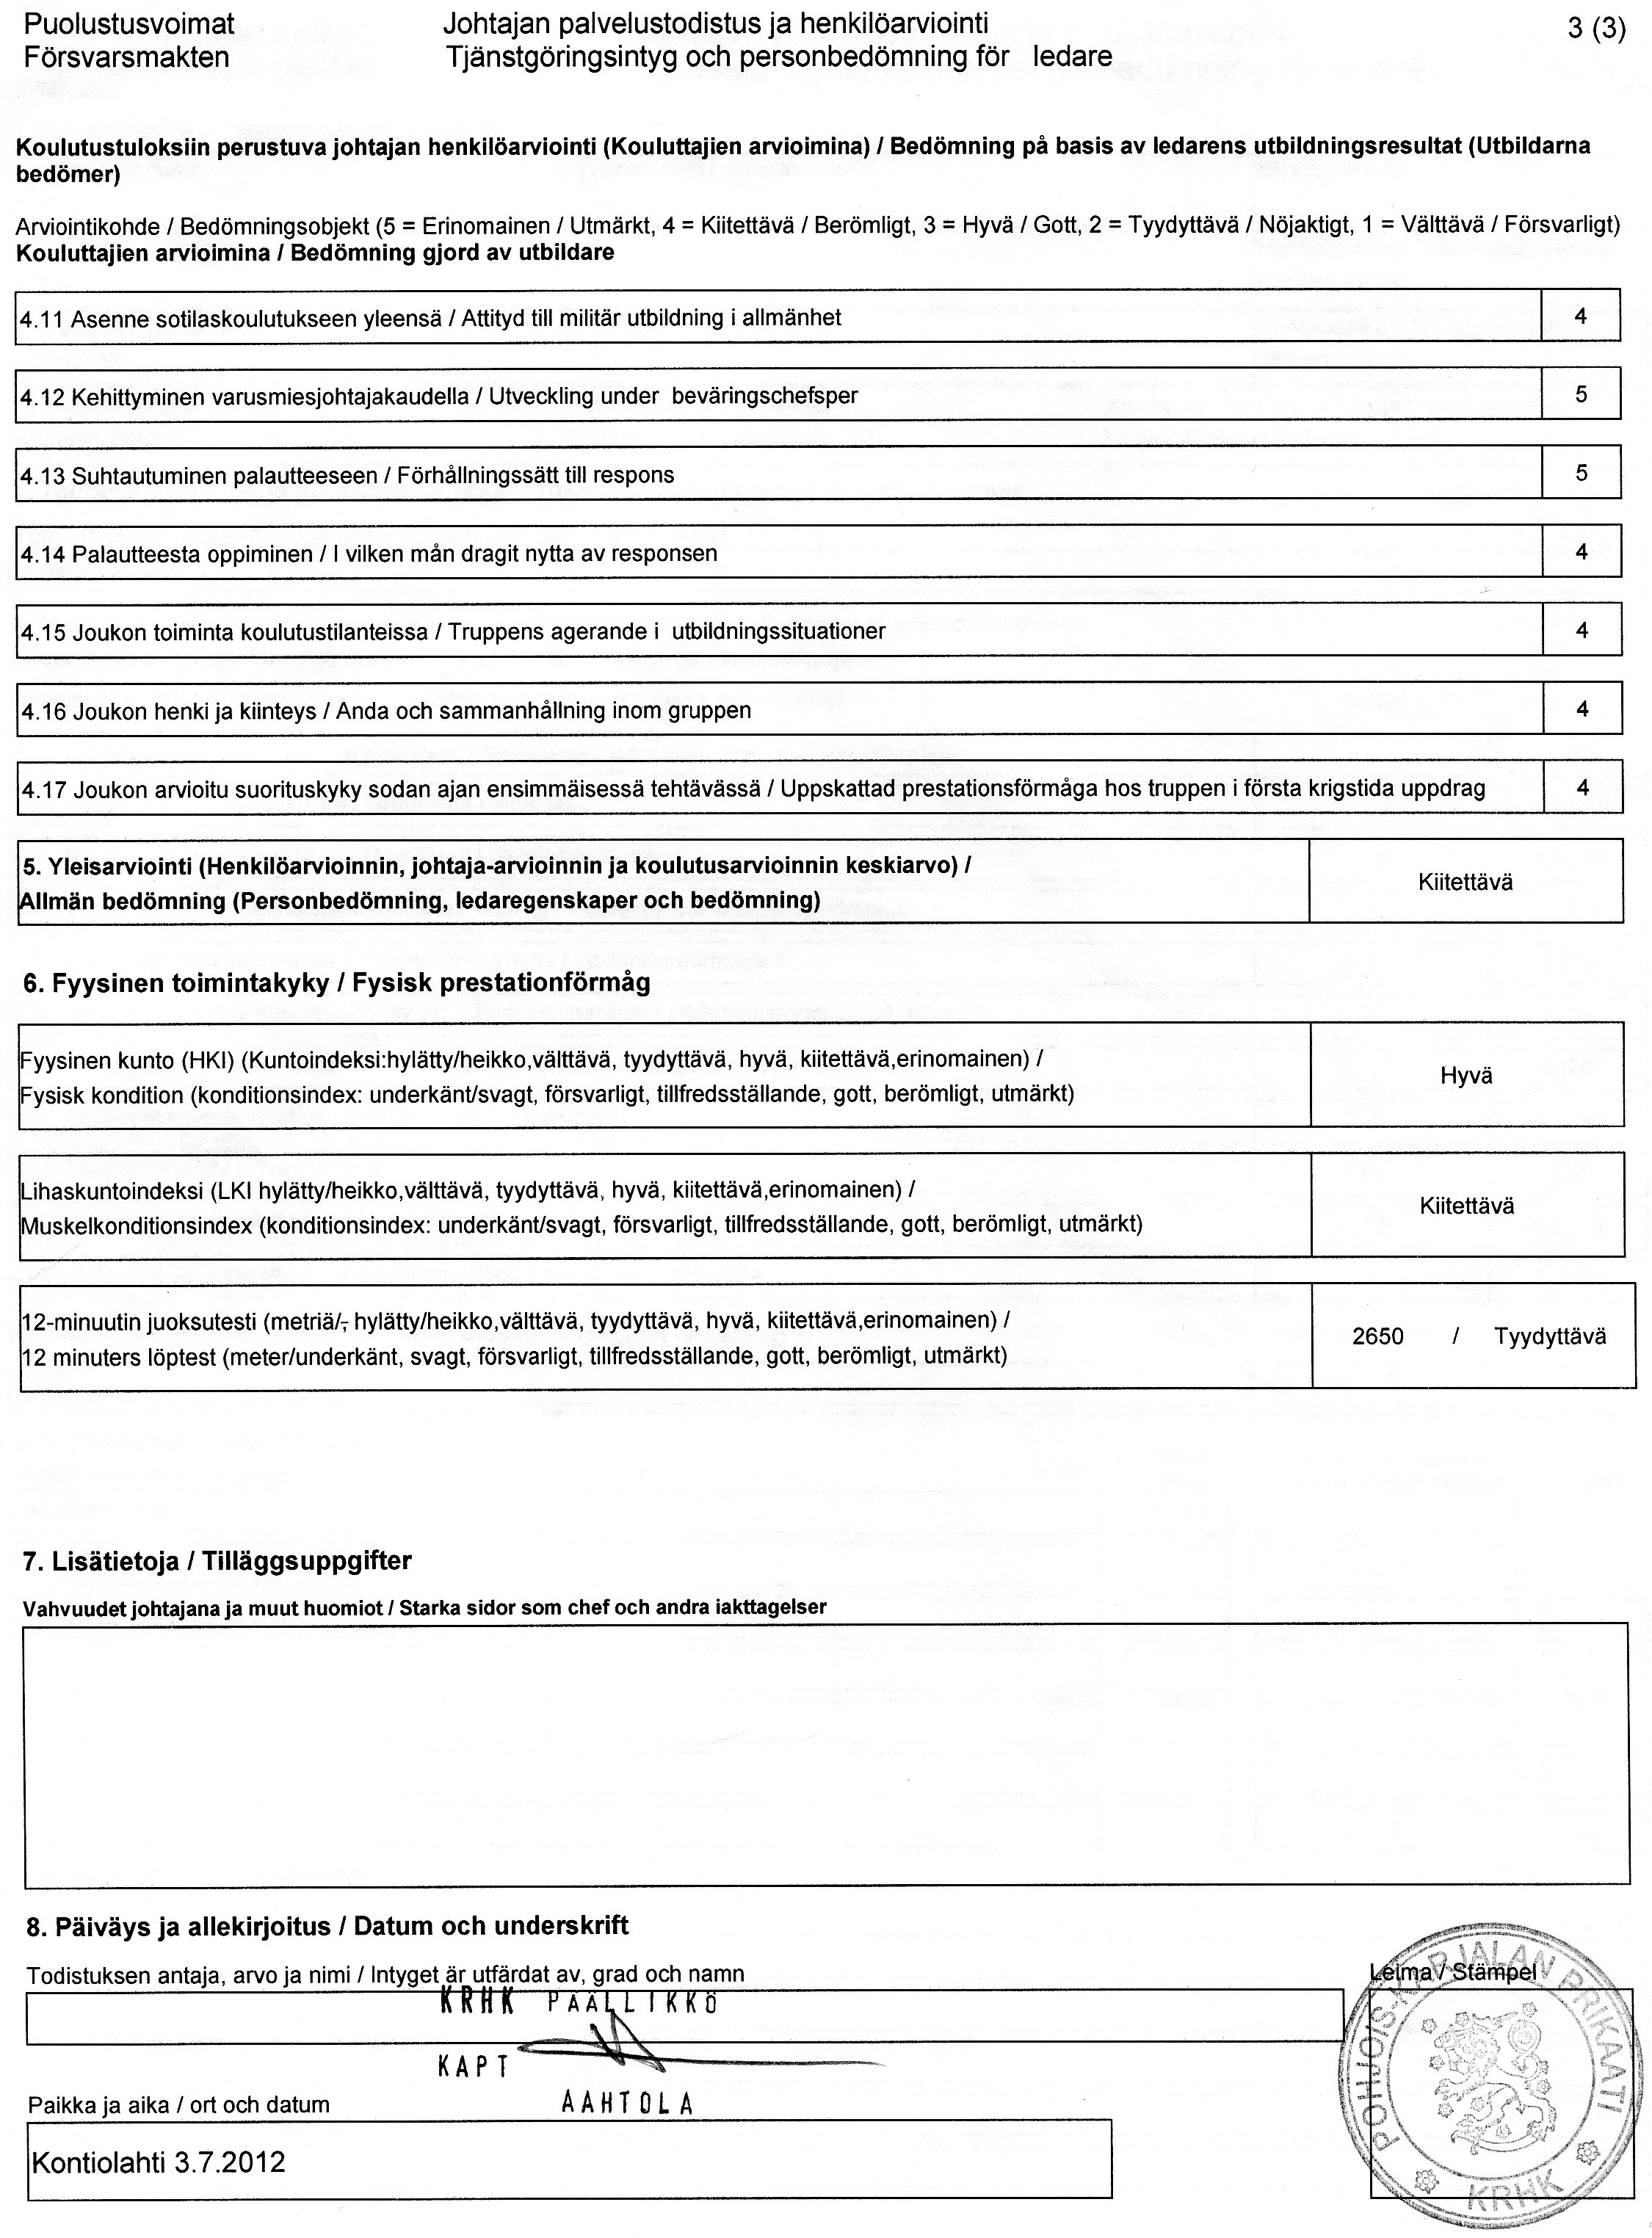 Puolustusvoimat
Försvarsmakten
Johtajan palvelustodistus ja henkilöarviointi
Tjänstgöringsintyg och personbedömning för ledare
3 (3)
Koulutustuloksiin perustuva johtajan henkilöarviointi (Kouluttajien arvioimina) / Bedömning på basis av ledarens utbildningsresultat (Utbildarna
bedömer)
Arviointikohde / Bedömningsobjekt (5 = Erinomainen / Utmärkt, 4 = Kiitettävä / Berömligt, 3 = Hyvä / Gott, 2 = Tyydyttävä / Nöjaktigt, 1 = Välttävä / Försvarligt)
Kouluttajien arvioimina / Bedömning gjord av utbildare
4.11 Asenne sotilaskoulutukseen yleensä / Attityd till militär utbildning i allmänhet 4
4.12 Kehittyminen varusmiesjohtajakaudella / Utveckling under beväringschefsper 5
4.13 Suhtautuminen palautteeseen / Förhållningssätt till respons 5
4.14 Palautteesta oppiminen / I vilken mån dragit nytta av responsen 4
4.15 Joukon toiminta koulutustilanteissa / Truppens agerande i utbildningssituationer 4
4.16 Joukon henki ja kiinteys / Anda och sammanhållning inom gruppen 4
4.17 Joukon arvioitu suorituskyky sodan ajan ensimmäisessä tehtävässä / Uppskattad prestationsförmåga hos truppen i första krigstida uppdrag 4
5. Yleisarviointi (Henkilöarvioinnin, johtaja-arvioinnin ja koulutusarvioinnin keskiarvo) /
Allmän bedömning (Personbedömning, ledaregenskaper och bedömning)
Kiitettävä
6. Fyysinen toimintakyky / Fysisk prestationförmåg
Fyysinen kunto (HKI) (Kuntoindeksi:hylätty/heikko,välttävä, tyydyttävä, hyvä, kiitettävä,erinomainen) /
Fysisk kondition (konditionsindex: underkänt/svagt, försvarligt, tillfredsställande, gott, berömligt, utmärkt)
Hyvä
Lihaskuntoindeksi (LKI hylätty/heikko,välttävä, tyydyttävä, hyvä, kiitettävä,erinomainen) /
Muskelkonditionsindex (konditionsindex: underkänt/svagt, försvarligt, tillfredsställande, gott, berömligt, utmärkt)
Kiitettävä
12-minuutin juoksutesti (metriä/-; hylätty/heikko,välttävä, tyydyttävä, hyvä, kiitettävä,erinomainen) /
12 minuters löptest (meter/underkänt, svagt, försvarligt, tillfredsställande, gott, berömligt, utmärkt)
2650 / Tyydyttävä
7. Lisätietoja / Tilläggsuppgifter
Vahvuudet johtajana ja muut huomiot / Starka sidor som chef och andra iakttagelser
8. Päiväys ja allekirjoitus / Datum och underskrift
Todistuksen antaja, arvo ja nimi / Intyget är utfärdat av, grad och namn
Leima / Stämpel
KRHK PÄÄLLIKKÖ
KAPT
AAHTOLA
Paikka ja aika / ort och datum
Kontiolahti 3.7.2012
POHJOIS-KARJALAN PRIKAATI
KRHK